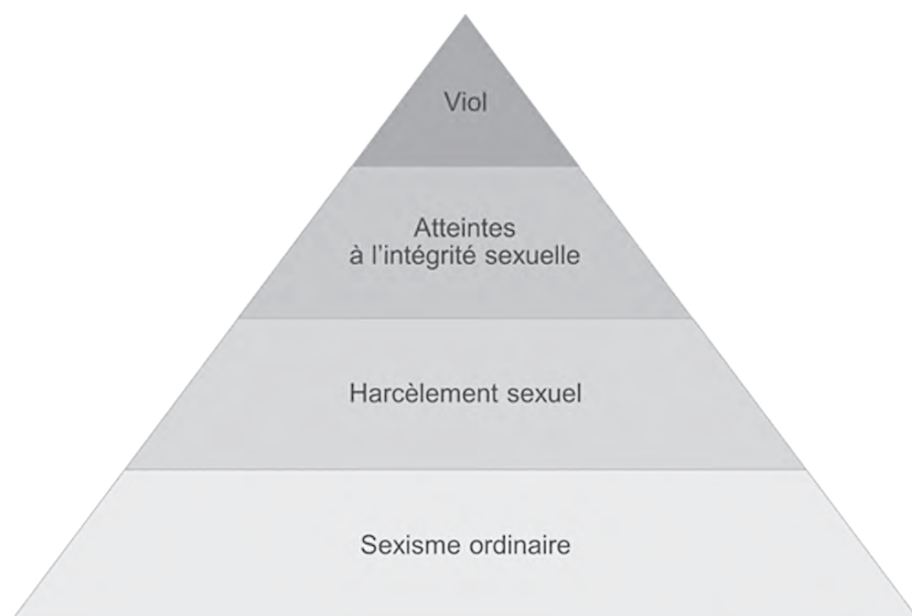 Viol
Atteintes
à l’intégrité sexuelle
Harcèlement sexuel
Sexisme ordinaire